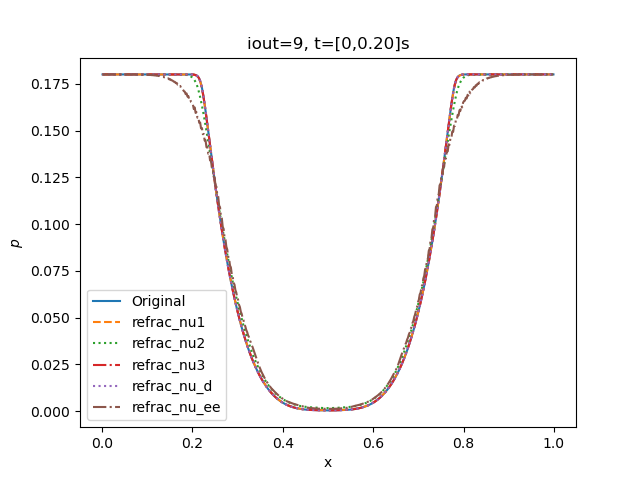 iout=9, t=[0,0.20]s
p
0.175
0.150
0.125
0.100
0.075
0.050
0.025
0.000
Original
refrac_nu1
refrac_nu2
refrac_nu3
refrac_nu_d
refrac_nu_ee
0.0 0.2 0.4 0.6 0.8 1.0
x